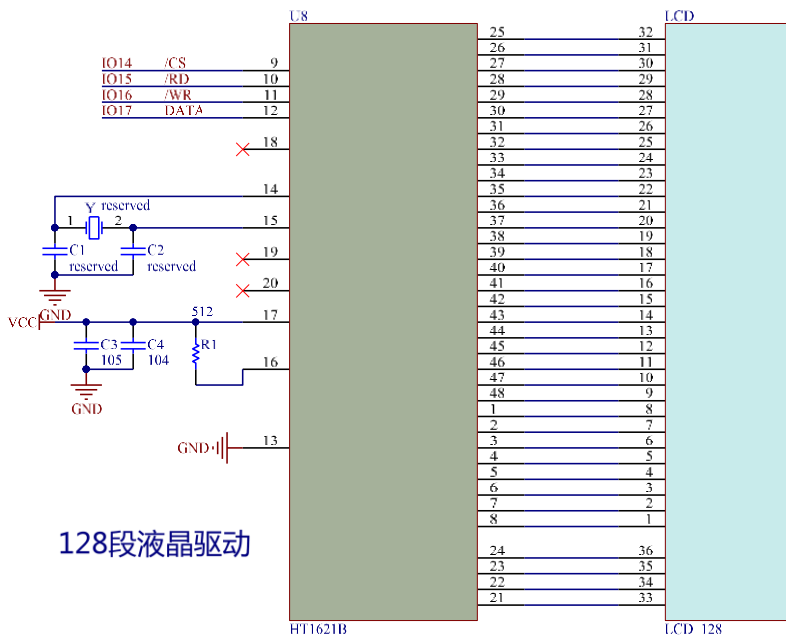 U8
LCD
IO14 /CS 9
IO15 /RD 10
IO16 /WR 11
IO17 DATA 12
18
14
Y reserved
1 2 15
C1 C2
reserved reserved
19
20
GND
VCC 512 17
C3 C4 R1
105 104
16
GND
GND 13
25 32
26 31
27 30
28 29
29 28
30 27
31 26
32 25
33 24
34 23
35 22
36 21
37 20
38 19
39 18
40 17
41 16
42 15
43 14
44 13
45 12
46 11
47 10
48 9
1 8
2 7
3 6
4 5
5 4
6 3
7 2
8 1
24 36
23 35
22 34
21 33
128段液晶驱动
HT1621B
LCD_128